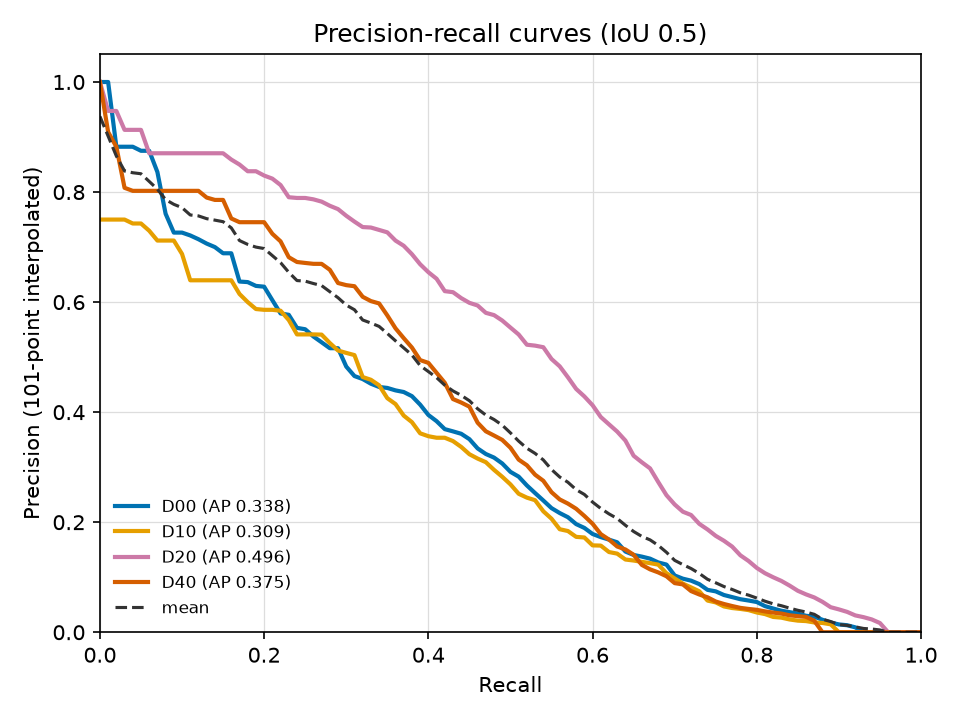 Precision-recall curves (IoU 0.5)
Precision (101-point interpolated)
1.0
0.8
0.6
0.4
0.2
0.0
D00 (AP 0.338)
D10 (AP 0.309)
D20 (AP 0.496)
D40 (AP 0.375)
mean
0.0 0.2 0.4 0.6 0.8 1.0
Recall